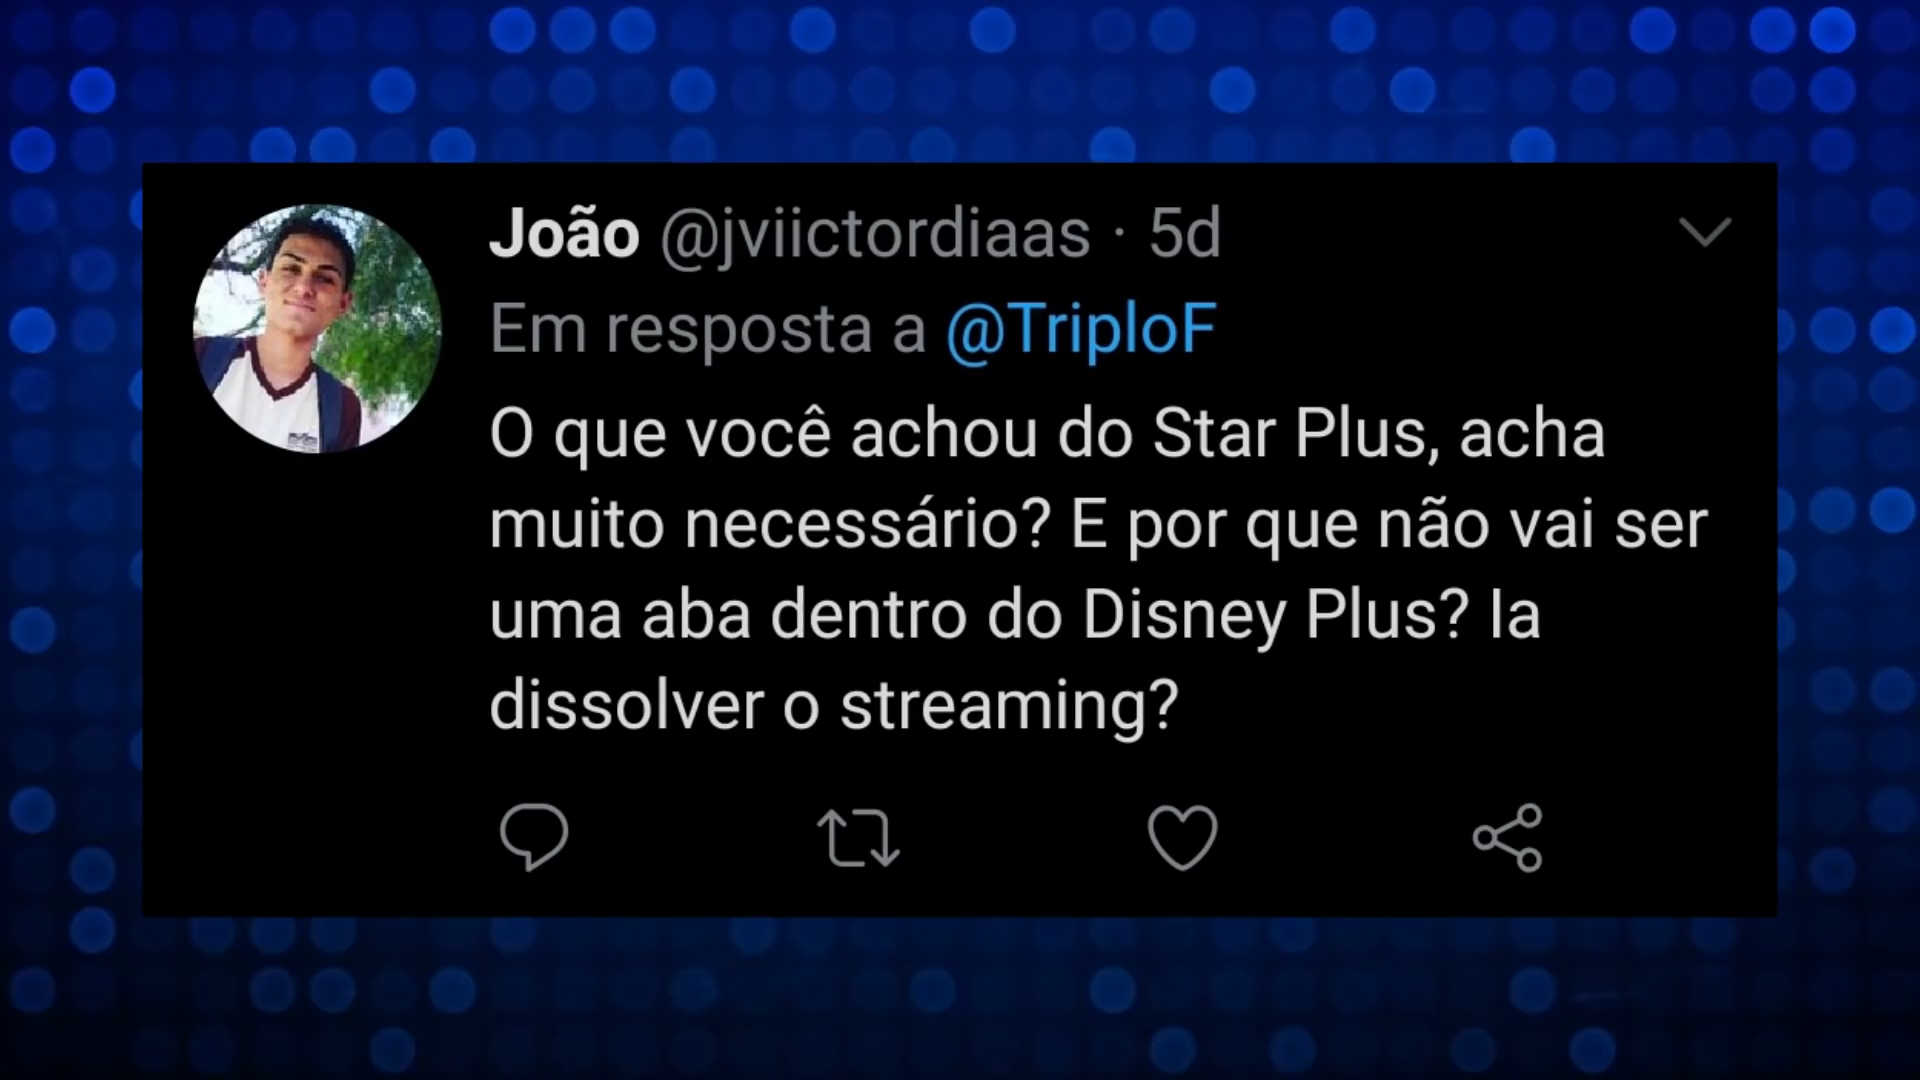 João @jviictordiaas · 5d
Em resposta a @TriploF
O que você achou do Star Plus, acha
muito necessário? E por que não vai ser
uma aba dentro do Disney Plus? Ia
dissolver o streaming?